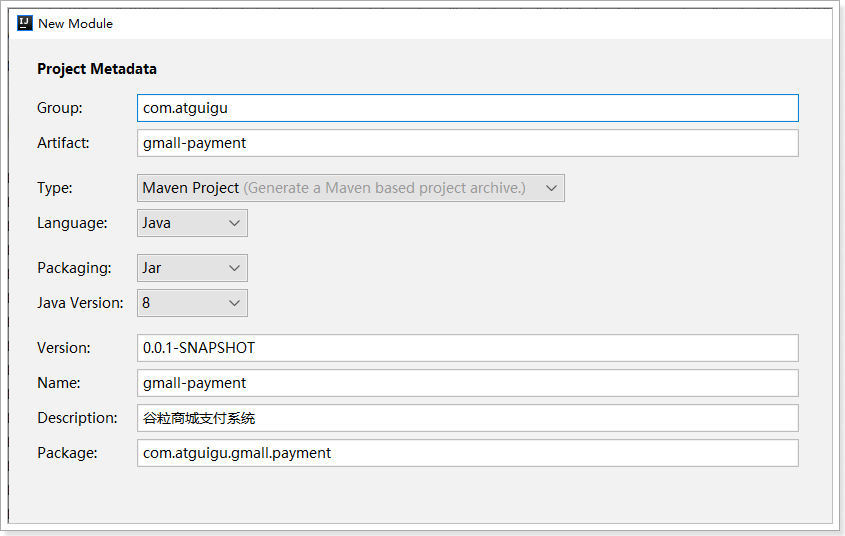 New Module
Project Metadata
Group: com.atguigu
Artifact: gmall-payment
Type: Maven Project (Generate a Maven based project archive.)
Language: Java
Packaging: Jar
Java Version: 8
Version: 0.0.1-SNAPSHOT
Name: gmall-payment
Description: 谷粒商城支付系统
Package: com.atguigu.gmall.payment